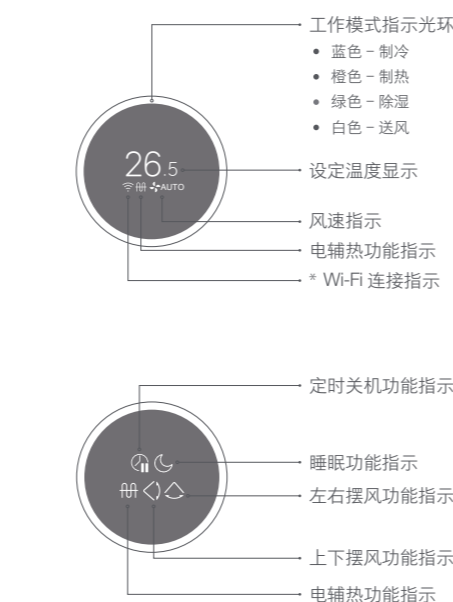 工作模式指示光环
• 蓝色 – 制冷
• 橙色 – 制热
• 绿色 – 除湿
• 白色 – 送风
26.5
AUTO
设定温度显示
风速指示
电辅热功能指示
* Wi-Fi 连接指示
定时关机功能指示
睡眠功能指示
左右摆风功能指示
上下摆风功能指示
电辅热功能指示